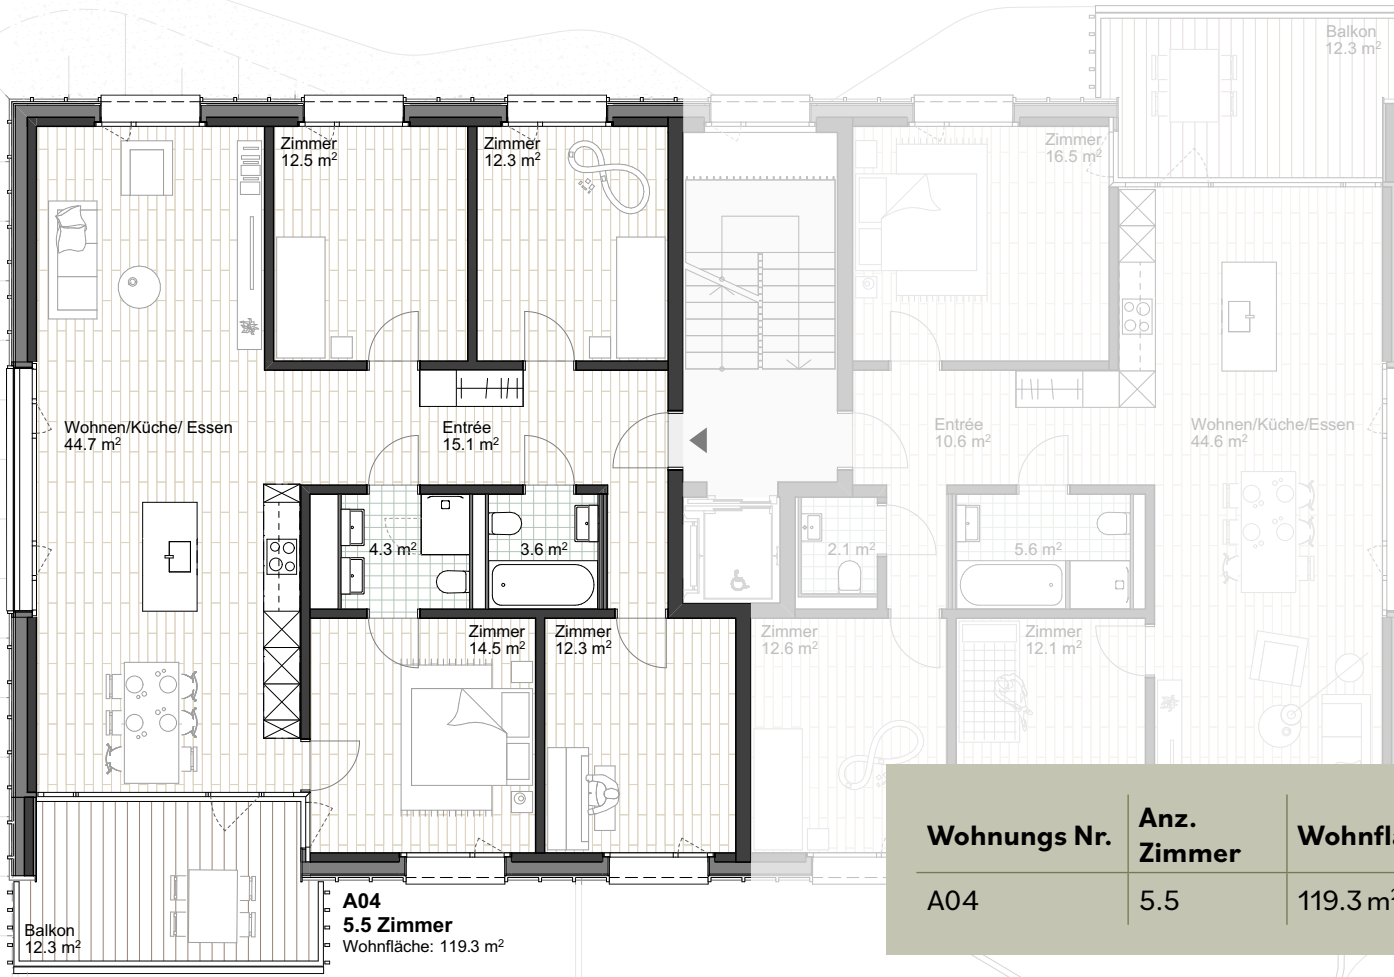 Balkon
12.3 m²
Zimmer
12.5 m²
Zimmer
12.3 m²
Zimmer
16.5 m²
Wohnen/Küche/ Essen
44.7 m²
Entrée
15.1 m²
Entrée
10.6 m²
Wohnen/Küche/Essen
44.6 m²
4.3 m²
3.6 m²
2.1 m²
5.6 m²
Zimmer
14.5 m²
Zimmer
12.3 m²
Zimmer
12.6 m²
Zimmer
12.1 m²
Balkon
12.3 m²
A04
5.5 Zimmer
Wohnfläche: 119.3 m²
Wohnungs Nr.
Anz.
Zimmer
A04
5.5
119.3 m²